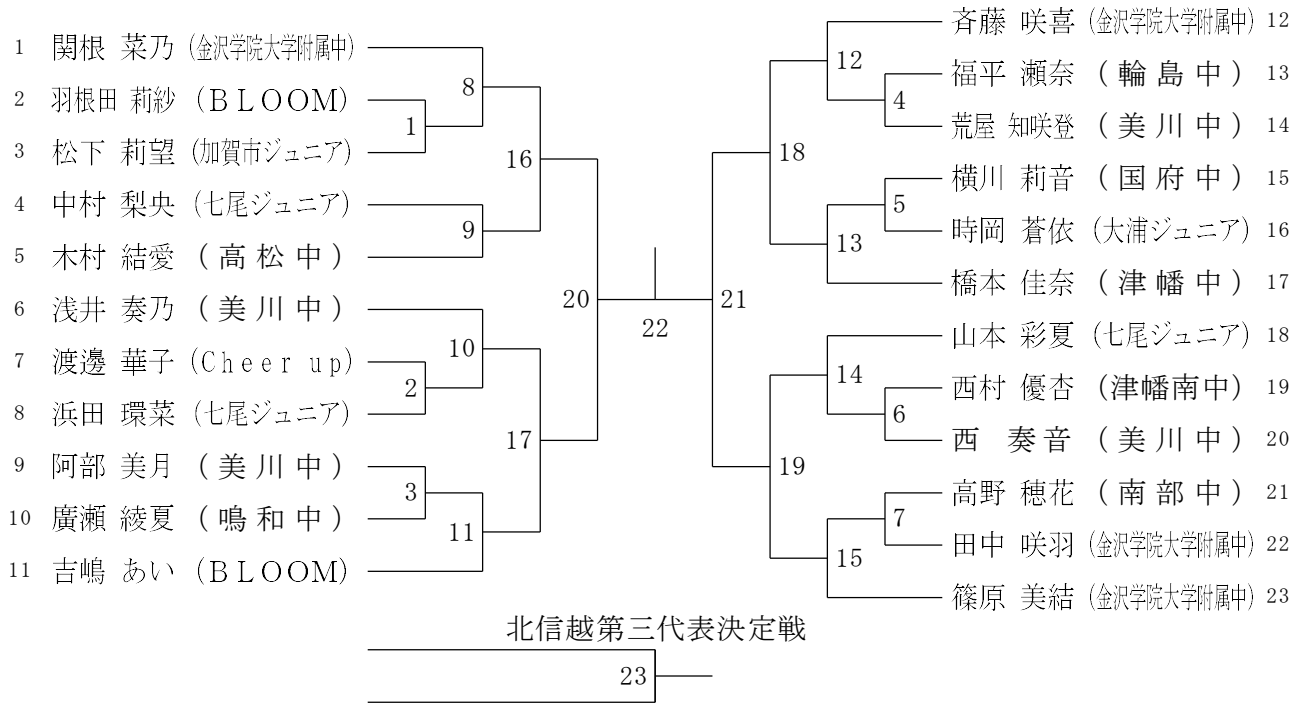 1 関根 菜乃 (金沢学院大学附属中)
2 羽根田 莉紗 (ＢＬＯＯＭ)
3 松下 莉望 (加賀市ジュニア)
4 中村 梨央 (七尾ジュニア)
5 木村 結愛 (高松中)
6 浅井 奏乃 (美川中)
7 渡邊 華子 (Cheer up)
8 浜田 環菜 (七尾ジュニア)
9 阿部 美月 (美川中)
10 廣瀬 綾夏 (鳴和中)
11 吉嶋 あい (ＢＬＯＯＭ)
8
1
16
9
20
10
2
17
3
11
22
21
12
4
18
5
13
14
6
19
7
15
斉藤 咲喜 (金沢学院大学附属中) 12
福平 瀬奈 (輪島中) 13
荒屋 知咲登 (美川中) 14
横川 莉音 (国府中) 15
時岡 蒼依 (大浦ジュニア) 16
橋本 佳奈 (津幡中) 17
山本 彩夏 (七尾ジュニア) 18
西村 優杏 (津幡南中) 19
西 奏音 (美川中) 20
高野 穂花 (南部中) 21
田中 咲羽 (金沢学院大学附属中) 22
篠原 美結 (金沢学院大学附属中) 23
北信越第三代表決定戦
23